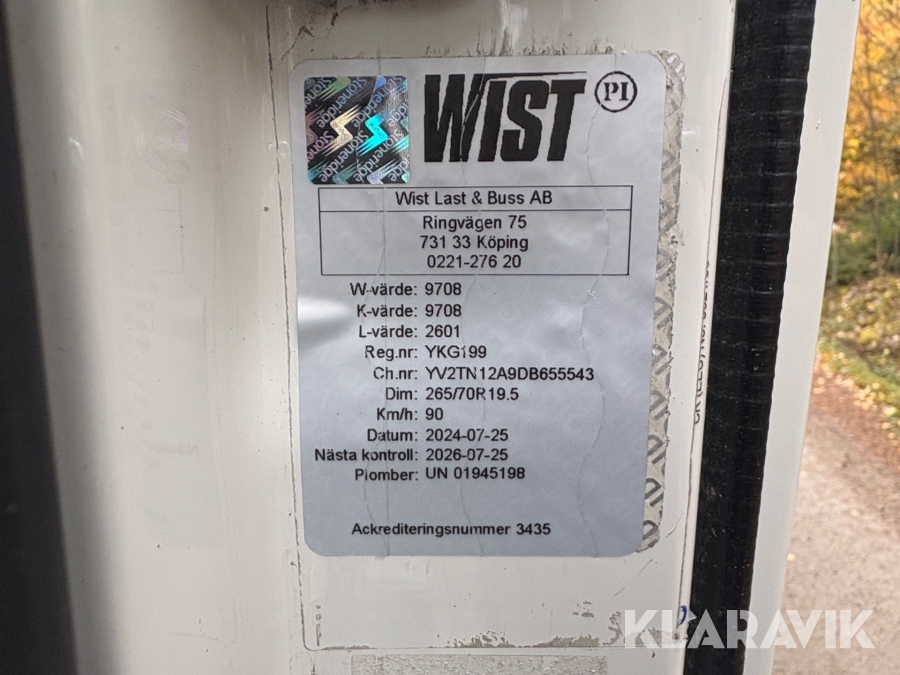 Stoneridge
WIST PI
Wist Last & Buss AB
Ringvägen 75
731 33 Köping
0221-276 20
W-värde: 9708
K-värde: 9708
L-värde: 2601
Reg.nr: YKG199
Ch.nr: YV2TN12A9DB655543
Dim: 265/70R19.5
Km/h: 90
Datum: 2024-07-25
Nästa kontroll: 2026-07-25
Plomber: UN 01945198
Ackrediteringsnummer 3435
KLARAVIK